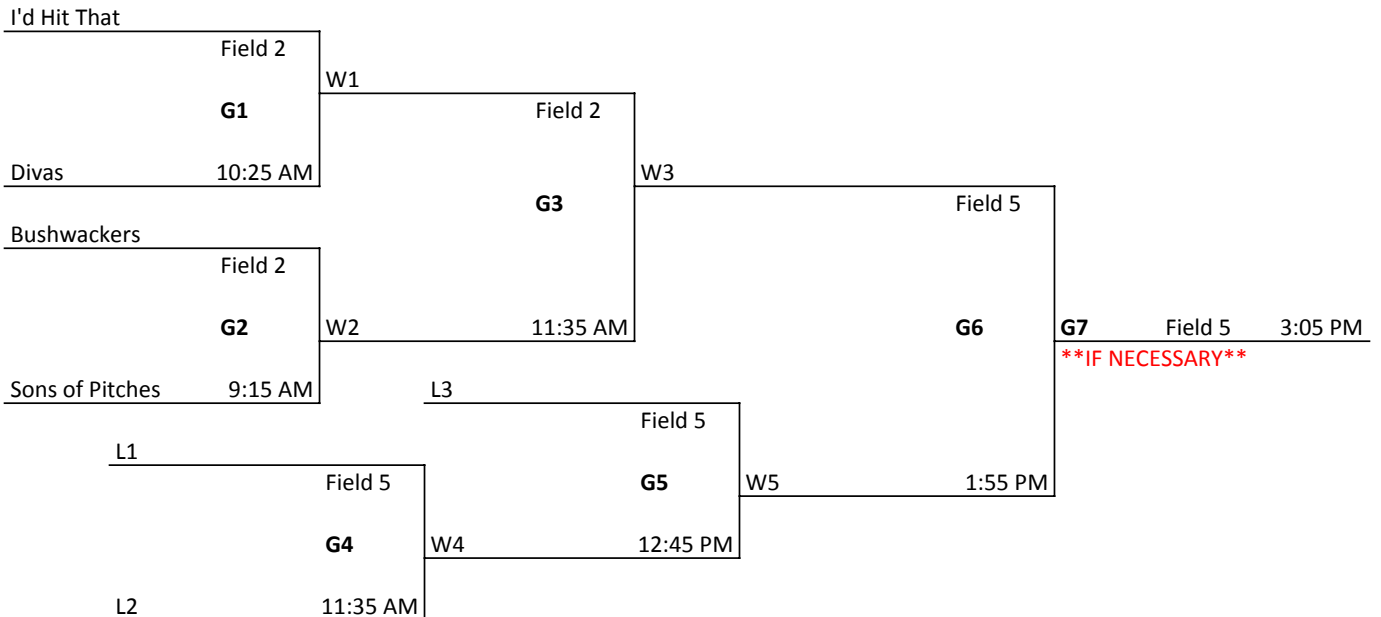 I'd Hit That
Field 2
W1
G1
Field 2
Divas 10:25 AM
W3
G3
Field 5
Bushwackers
Field 2
G2
W2
11:35 AM
G6
G7 Field 5 3:05 PM
**IF NECESSARY**
Sons of Pitches 9:15 AM
L3
Field 5
L1
Field 5
G5
W5
1:55 PM
G4
W4
12:45 PM
L2 11:35 AM